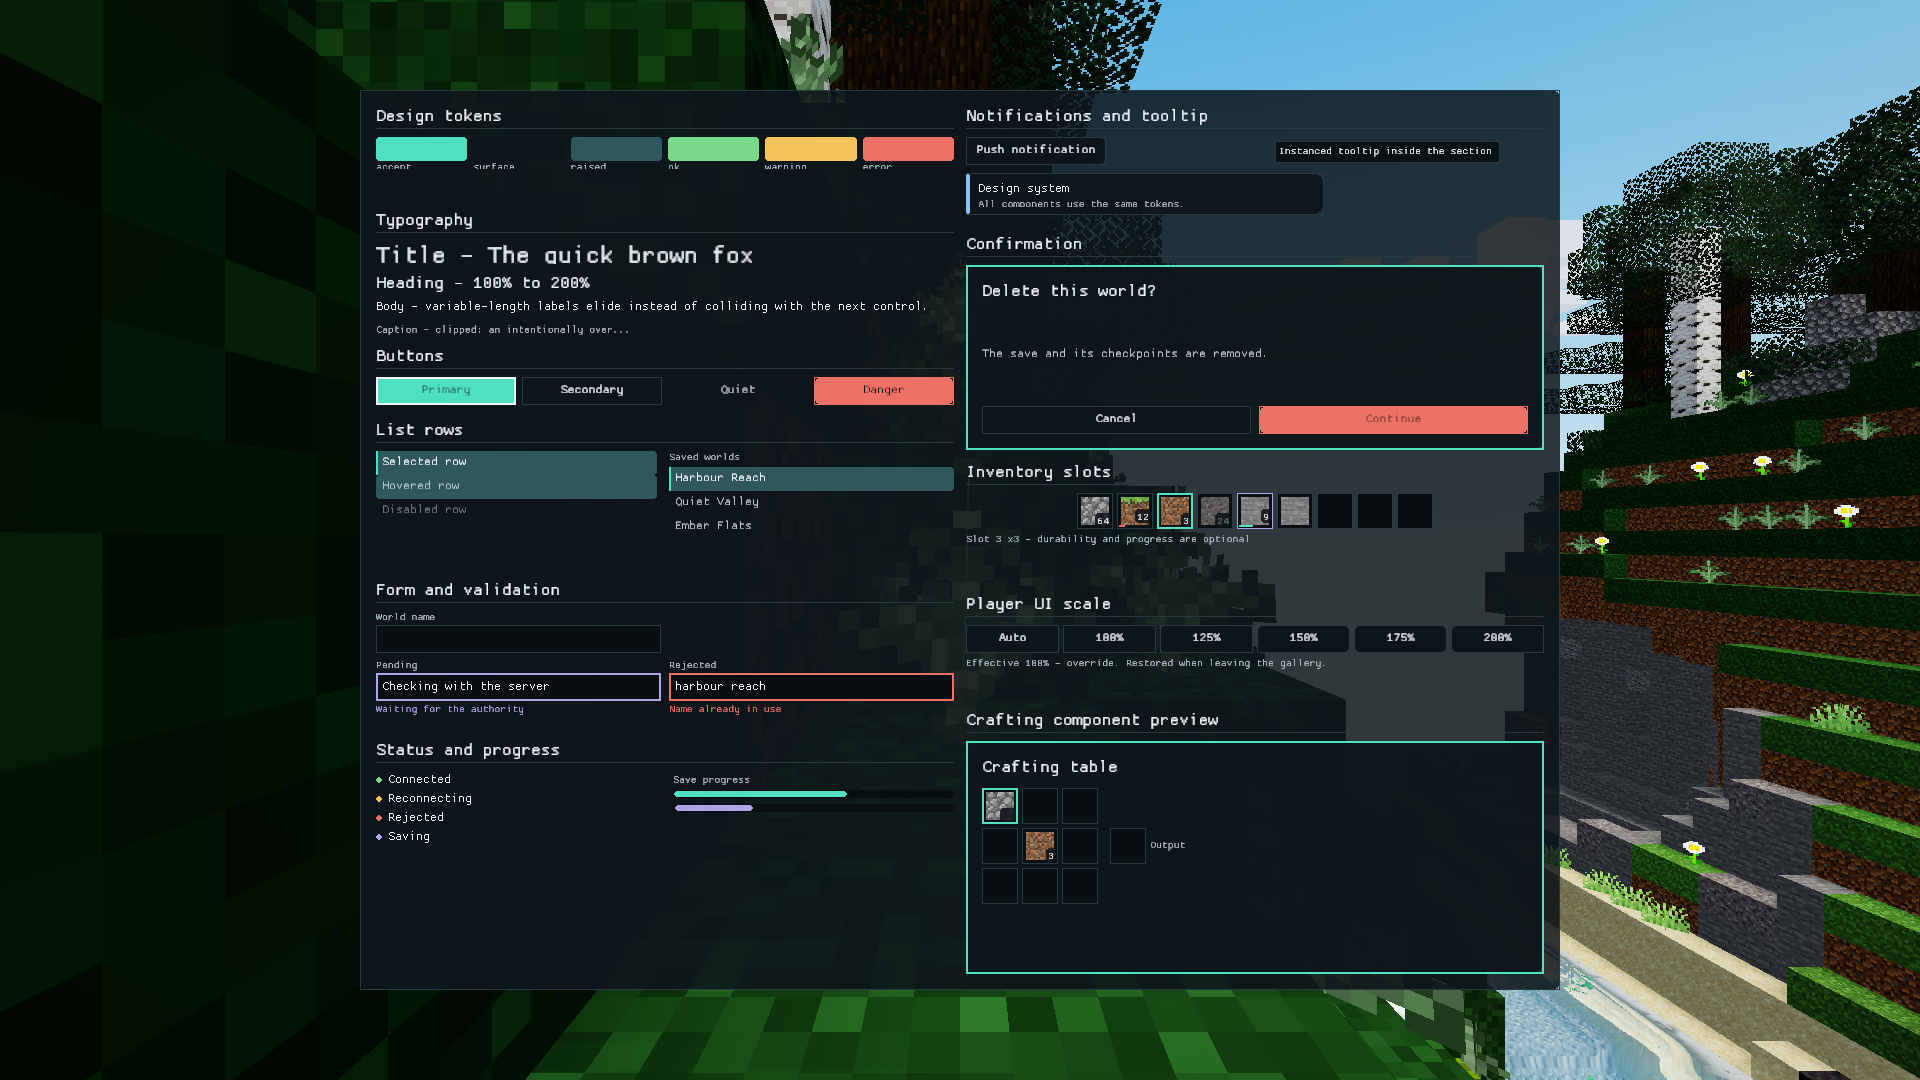 Design tokens
accent surface raised ok warning error
Typography
Title - The quick brown fox
Heading - 100% to 200%
Body - variable-length labels elide instead of colliding with the next control.
Caption - clipped: an intentionally over...
Buttons
Primary Secondary Quiet Danger
List rows
Selected row
Hovered row
Disabled row
Saved worlds
Harbour Reach
Quiet Valley
Ember Flats
Form and validation
World name
Pending
Checking with the server
Waiting for the authority
Rejected
harbour reach
Name already in use
Status and progress
Connected
Reconnecting
Rejected
Saving
Save progress
Notifications and tooltip
Push notification
Instanced tooltip inside the section
Design system
All components use the same tokens.
Confirmation
Delete this world?
The save and its checkpoints are removed.
Cancel Continue
Inventory slots
64 12 3 24 9
Slot 3 x3 - durability and progress are optional
Player UI scale
Auto 100% 125% 150% 175% 200%
Effective 100% - override. Restored when leaving the gallery.
Crafting component preview
Crafting table
3
Output